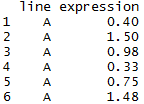 line expression
1 A 0.40
2 A 1.50
3 A 0.98
4 A 0.33
5 A 0.75
6 A 1.48